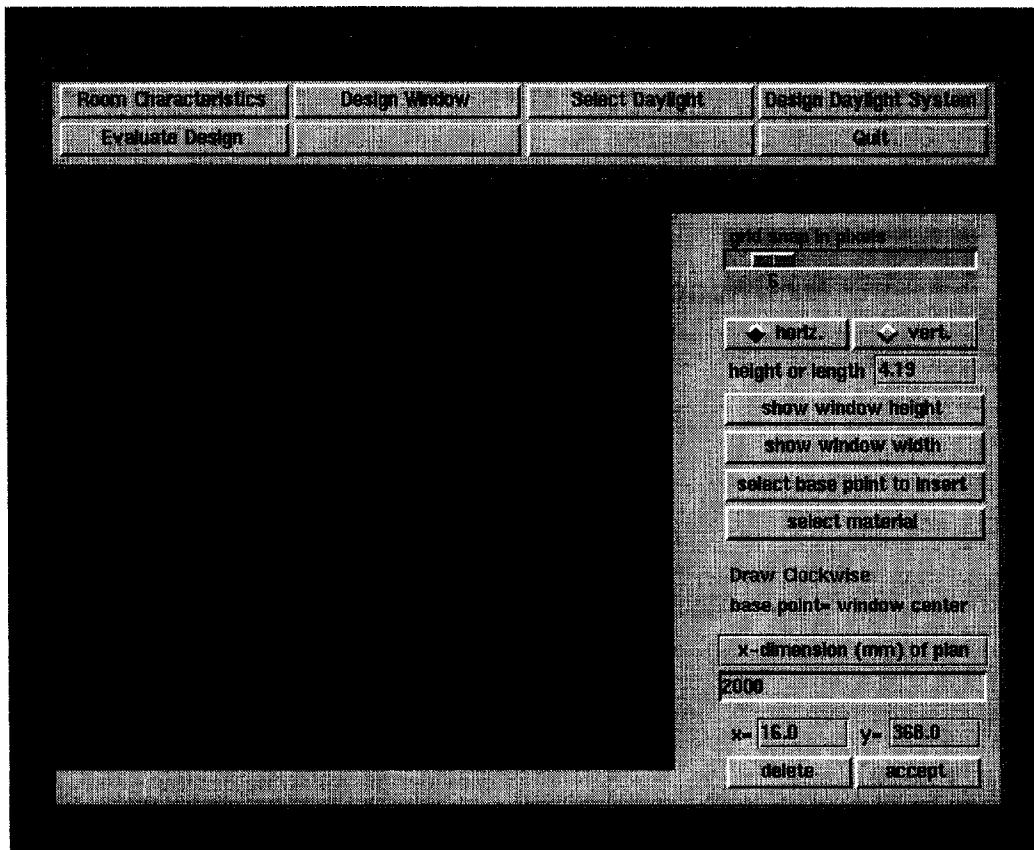 Room Characteristics Design Window Select Daylight Design Daylight System
Evaluate Design Quit
grid snap in pixels
6
hortz. vert.
height or length 4.19
show window height
show window width
select base point to insert
select material
Draw Clockwise
base point= window center
x-dimension (mm) of plan
2000
x= 16.0 y= 368.0
delete accept